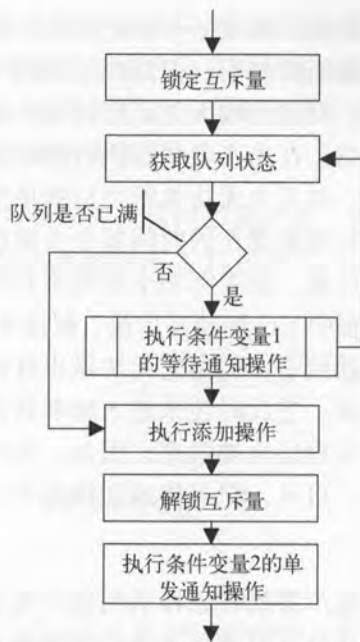 锁定互斥量
获取队列状态
队列是否已满
否
是
执行条件变量1
的等待通知操作
执行添加操作
解锁互斥量
执行条件变量2的单
发通知操作